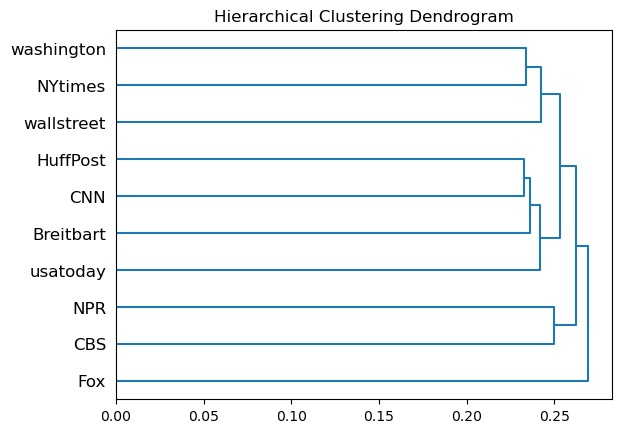 Hierarchical Clustering Dendrogram
washington
NYtimes
wallstreet
HuffPost
CNN
Breitbart
usatoday
NPR
CBS
Fox
0.00 0.05 0.10 0.15 0.20 0.25